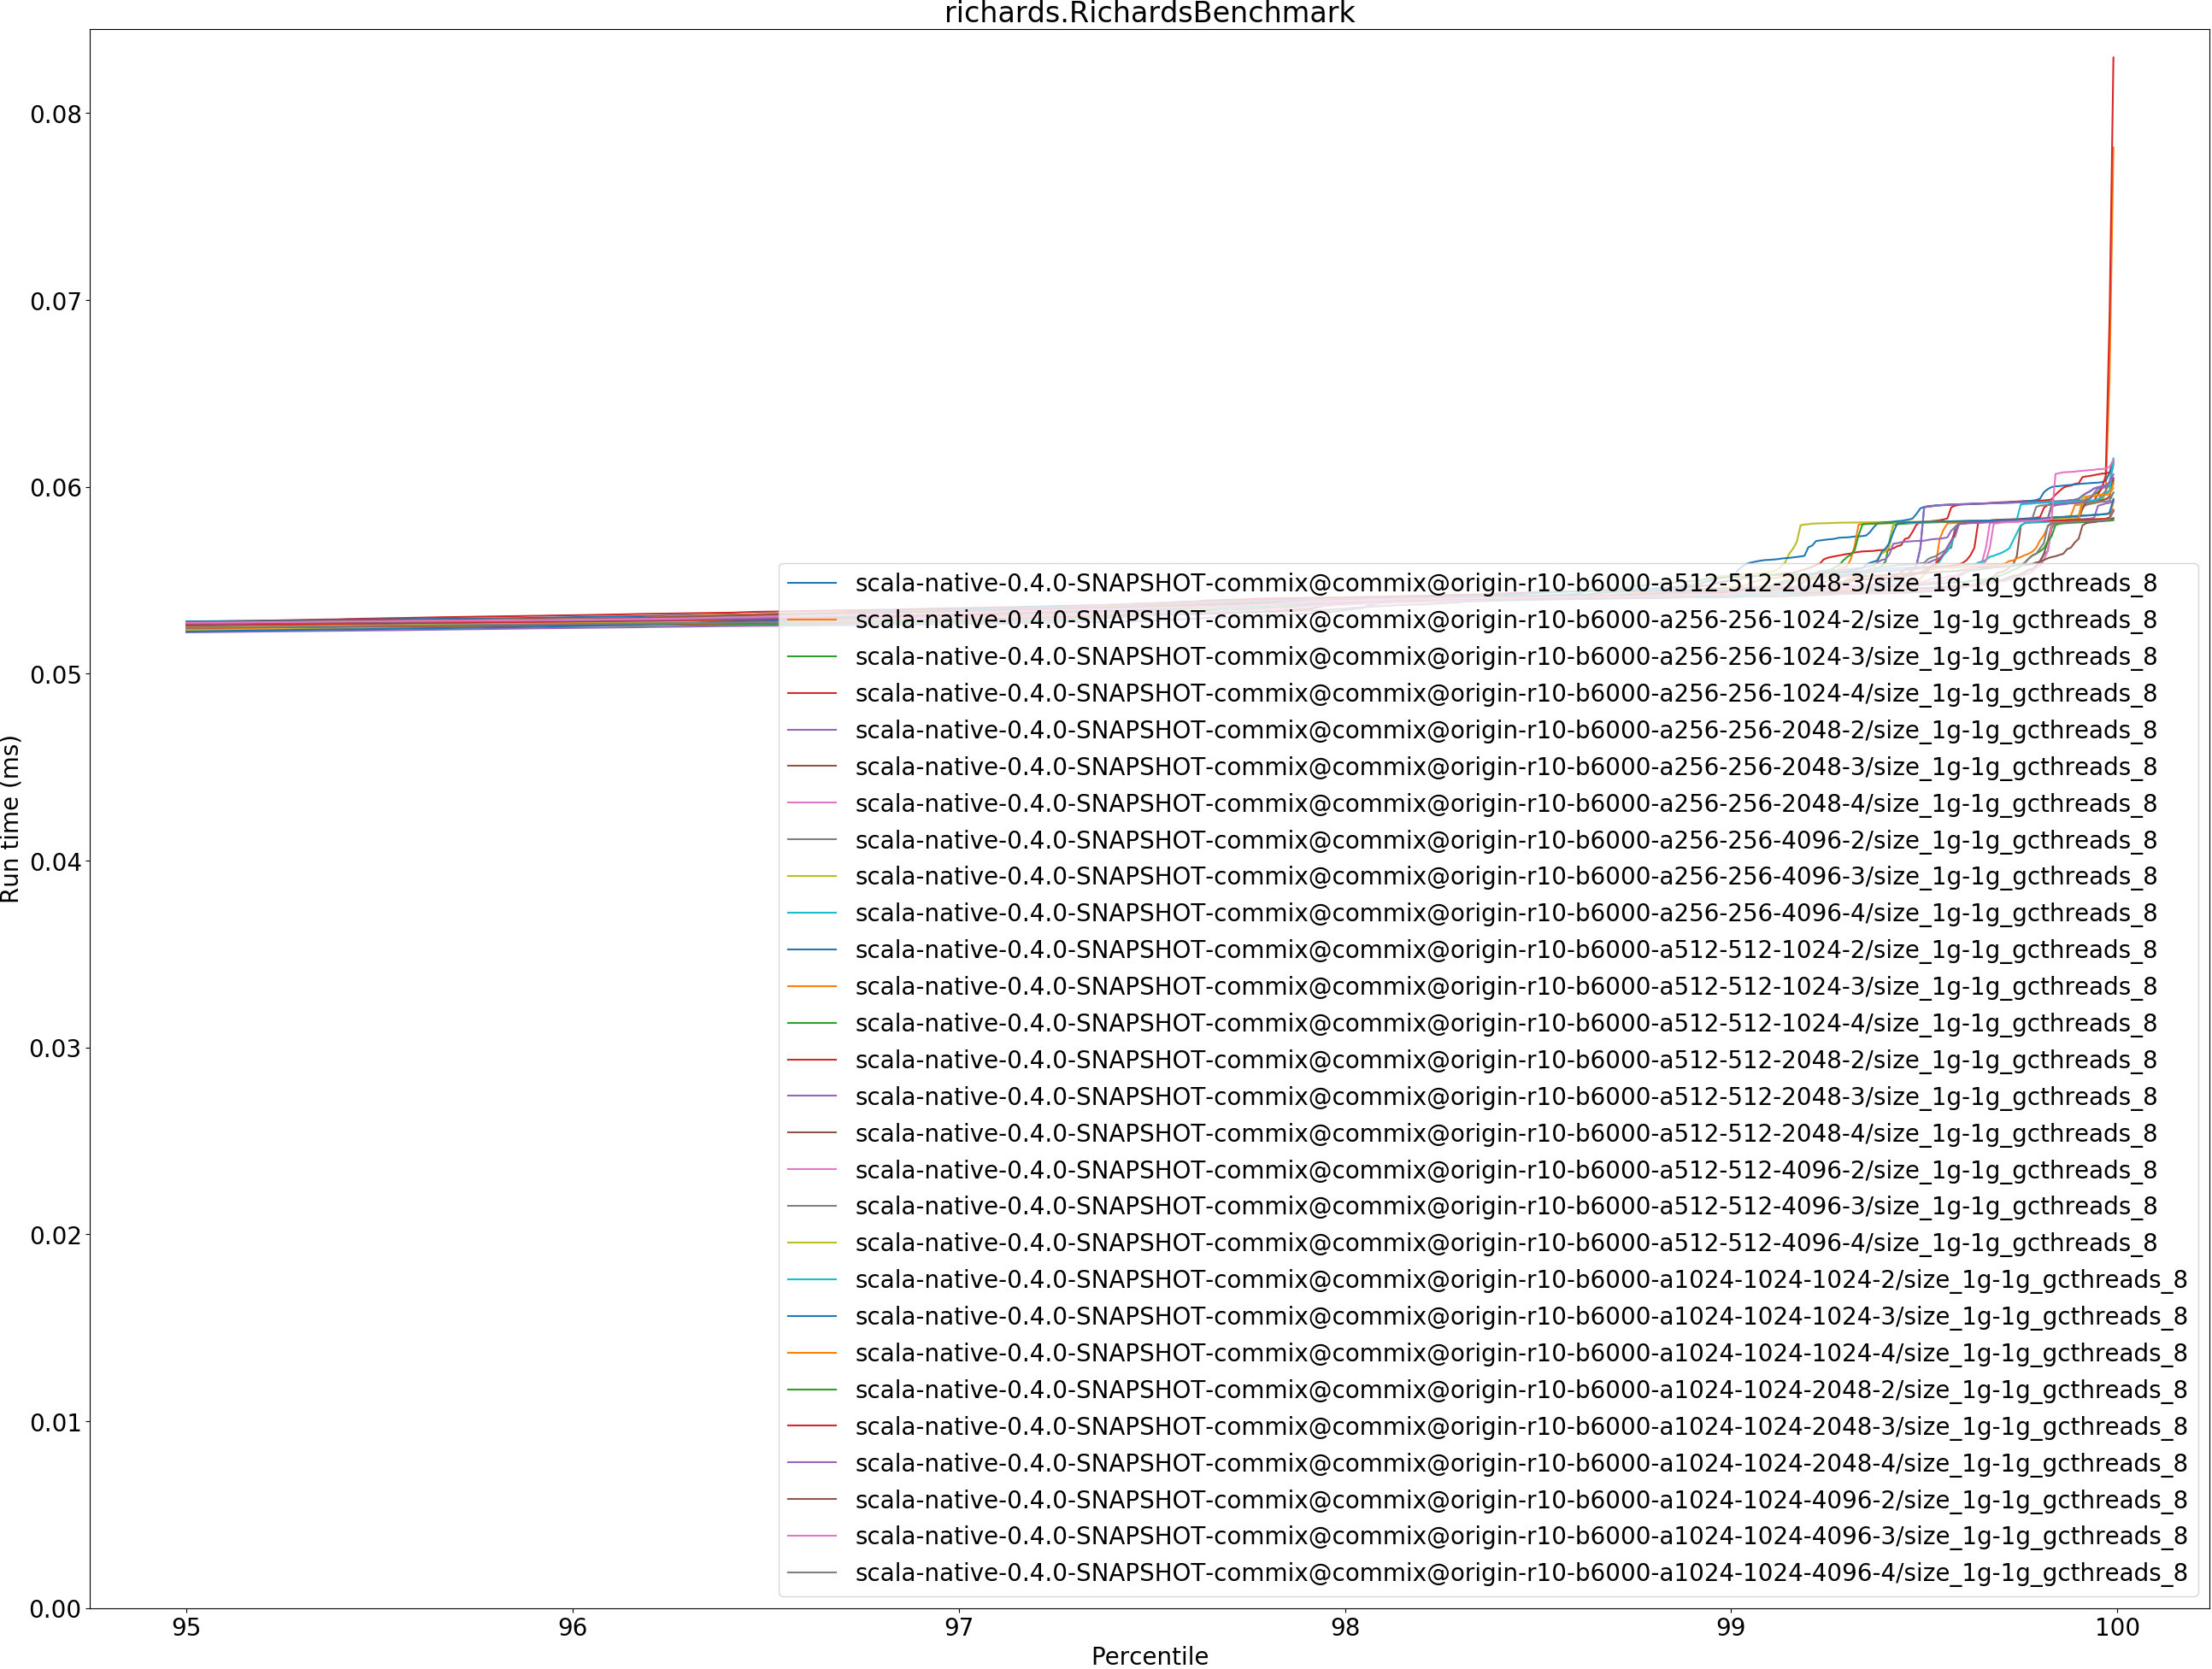 richards.RichardsBenchmark
0.08
0.07
0.06
0.05
0.04
0.03
0.02
0.01
0.00
Run time (ms)
scala-native-0.4.0-SNAPSHOT-commix@commix@origin-r10-b6000-a512-512-2048-3/size_1g-1g_gcthreads_8
scala-native-0.4.0-SNAPSHOT-commix@commix@origin-r10-b6000-a256-256-1024-2/size_1g-1g_gcthreads_8
scala-native-0.4.0-SNAPSHOT-commix@commix@origin-r10-b6000-a256-256-1024-3/size_1g-1g_gcthreads_8
scala-native-0.4.0-SNAPSHOT-commix@commix@origin-r10-b6000-a256-256-1024-4/size_1g-1g_gcthreads_8
scala-native-0.4.0-SNAPSHOT-commix@commix@origin-r10-b6000-a256-256-2048-2/size_1g-1g_gcthreads_8
scala-native-0.4.0-SNAPSHOT-commix@commix@origin-r10-b6000-a256-256-2048-3/size_1g-1g_gcthreads_8
scala-native-0.4.0-SNAPSHOT-commix@commix@origin-r10-b6000-a256-256-2048-4/size_1g-1g_gcthreads_8
scala-native-0.4.0-SNAPSHOT-commix@commix@origin-r10-b6000-a256-256-4096-2/size_1g-1g_gcthreads_8
scala-native-0.4.0-SNAPSHOT-commix@commix@origin-r10-b6000-a256-256-4096-3/size_1g-1g_gcthreads_8
scala-native-0.4.0-SNAPSHOT-commix@commix@origin-r10-b6000-a256-256-4096-4/size_1g-1g_gcthreads_8
scala-native-0.4.0-SNAPSHOT-commix@commix@origin-r10-b6000-a512-512-1024-2/size_1g-1g_gcthreads_8
scala-native-0.4.0-SNAPSHOT-commix@commix@origin-r10-b6000-a512-512-1024-3/size_1g-1g_gcthreads_8
scala-native-0.4.0-SNAPSHOT-commix@commix@origin-r10-b6000-a512-512-1024-4/size_1g-1g_gcthreads_8
scala-native-0.4.0-SNAPSHOT-commix@commix@origin-r10-b6000-a512-512-2048-2/size_1g-1g_gcthreads_8
scala-native-0.4.0-SNAPSHOT-commix@commix@origin-r10-b6000-a512-512-2048-3/size_1g-1g_gcthreads_8
scala-native-0.4.0-SNAPSHOT-commix@commix@origin-r10-b6000-a512-512-2048-4/size_1g-1g_gcthreads_8
scala-native-0.4.0-SNAPSHOT-commix@commix@origin-r10-b6000-a512-512-4096-2/size_1g-1g_gcthreads_8
scala-native-0.4.0-SNAPSHOT-commix@commix@origin-r10-b6000-a512-512-4096-3/size_1g-1g_gcthreads_8
scala-native-0.4.0-SNAPSHOT-commix@commix@origin-r10-b6000-a512-512-4096-4/size_1g-1g_gcthreads_8
scala-native-0.4.0-SNAPSHOT-commix@commix@origin-r10-b6000-a1024-1024-1024-2/size_1g-1g_gcthreads_8
scala-native-0.4.0-SNAPSHOT-commix@commix@origin-r10-b6000-a1024-1024-1024-3/size_1g-1g_gcthreads_8
scala-native-0.4.0-SNAPSHOT-commix@commix@origin-r10-b6000-a1024-1024-1024-4/size_1g-1g_gcthreads_8
scala-native-0.4.0-SNAPSHOT-commix@commix@origin-r10-b6000-a1024-1024-2048-2/size_1g-1g_gcthreads_8
scala-native-0.4.0-SNAPSHOT-commix@commix@origin-r10-b6000-a1024-1024-2048-3/size_1g-1g_gcthreads_8
scala-native-0.4.0-SNAPSHOT-commix@commix@origin-r10-b6000-a1024-1024-2048-4/size_1g-1g_gcthreads_8
scala-native-0.4.0-SNAPSHOT-commix@commix@origin-r10-b6000-a1024-1024-4096-2/size_1g-1g_gcthreads_8
scala-native-0.4.0-SNAPSHOT-commix@commix@origin-r10-b6000-a1024-1024-4096-3/size_1g-1g_gcthreads_8
scala-native-0.4.0-SNAPSHOT-commix@commix@origin-r10-b6000-a1024-1024-4096-4/size_1g-1g_gcthreads_8
95 96 97 98 99 100
Percentile